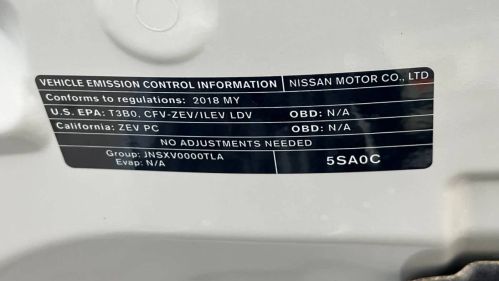 VEHICLE EMISSION CONTROL INFORMATION NISSAN MOTOR CO., LTD
Conforms to regulations: 2018 MY
U.S. EPA: T3B0, CFV-ZEV/ILEV LDV OBD: N/A
California: ZEV PC OBD: N/A
NO ADJUSTMENTS NEEDED
Group: JNSXV0000TLA
Evap: N/A
5SA0C